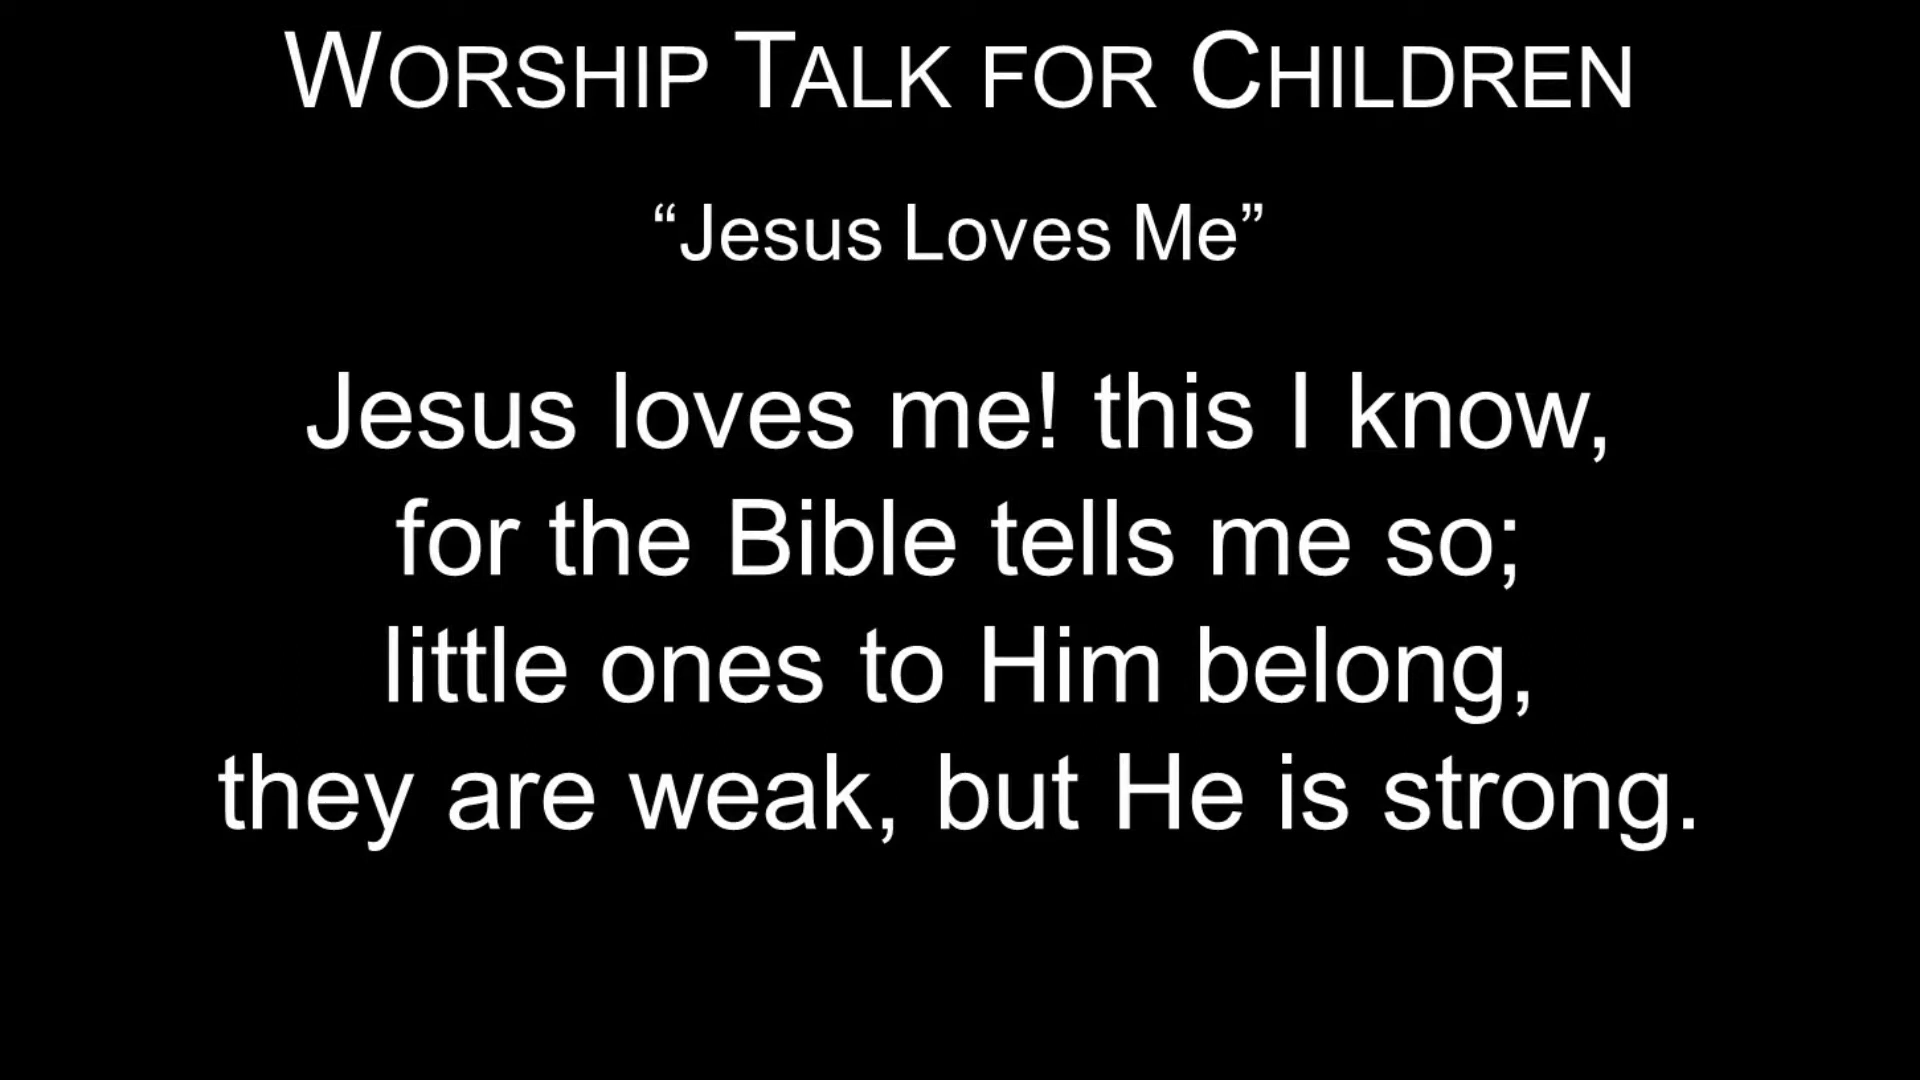 WORSHIP TALK FOR CHILDREN
“Jesus Loves Me”
Jesus loves me! this I know,
for the Bible tells me so;
little ones to Him belong,
they are weak, but He is strong.